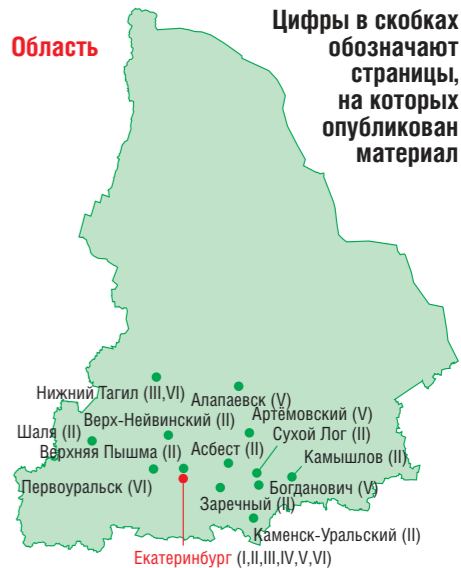 Область
Цифры в скобках
обозначают
страницы,
на которых
опубликован
материал
Нижний Тагил (III,VI)
Алапаевск (V)
Верх-Нейвинский (II)
Артёмовский (V)
Шаля (II)
Сухой Лог (II)
Верхняя Пышма (II)
Асбест (II)
Камышлов (II)
Первоуральск (VI)
Богданович (V)
Заречный (II)
Каменск-Уральский (II)
Екатеринбург (I,II,III,IV,V,VI)